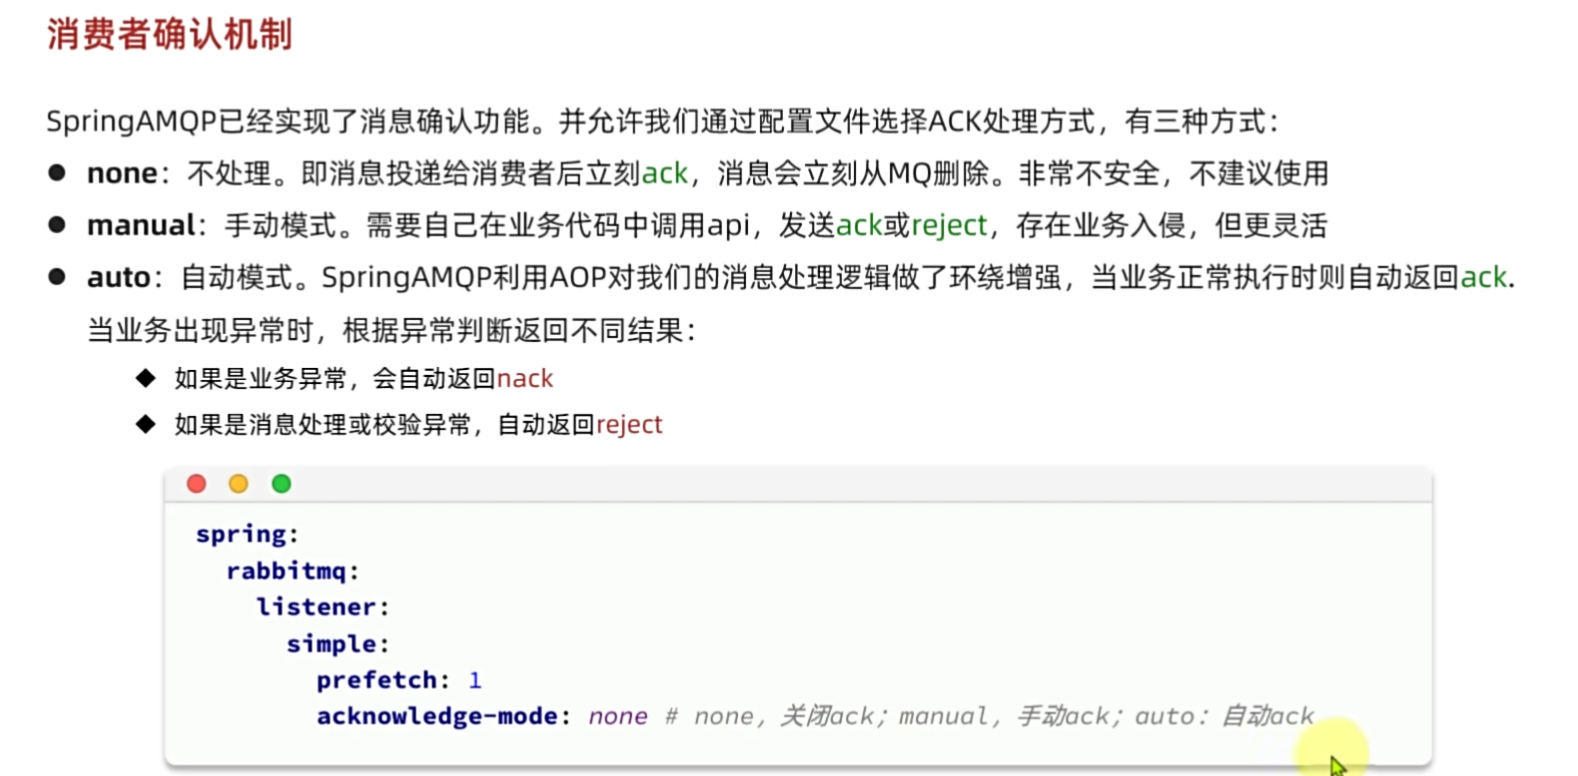 消费者确认机制
SpringAMQP已经实现了消息确认功能。并允许我们通过配置文件选择ACK处理方式，有三种方式：
● none：不处理。即消息投递给消费者后立刻ack，消息会立刻从MQ删除。非常不安全，不建议使用
● manual：手动模式。需要自己在业务代码中调用api，发送ack或reject，存在业务入侵，但更灵活
● auto：自动模式。SpringAMQP利用AOP对我们的消息处理逻辑做了环绕增强，当业务正常执行时则自动返回ack.
当业务出现异常时，根据异常判断返回不同结果：
◆ 如果是业务异常，会自动返回nack
◆ 如果是消息处理或校验异常，自动返回reject
spring:
  rabbitmq:
    listener:
      simple:
        prefetch: 1
        acknowledge-mode: none # none，关闭ack；manual，手动ack；auto：自动ack